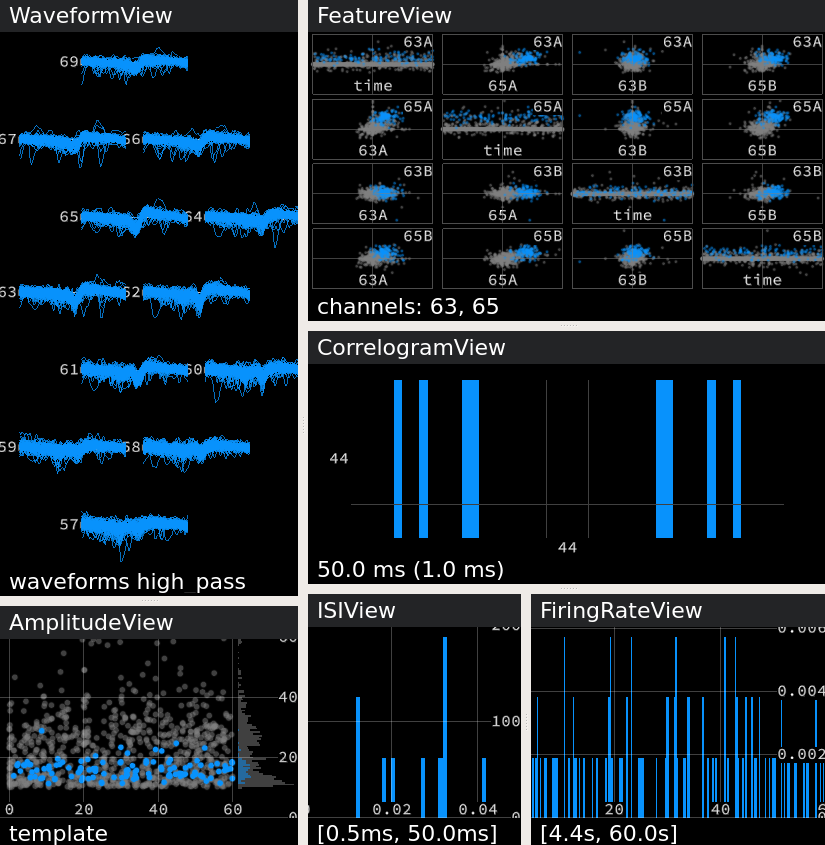 WaveformView
69
67 66
65 64
63 62
61 60
59 58
57
waveforms high_pass
FeatureView
63A 63A 63A 63A
time 65A 63B 65B
65A 65A 65A 65A
63A time 63B 65B
63B 63B 63B 63B
63A 65A time 65B
65B 65B 65B 65B
63A 65A 63B time
channels: 63, 65
CorrelogramView
44
44
50.0 ms (1.0 ms)
AmplitudeView
40
20
0 20 40 60
template
ISIView
200
100
0.02 0.04
[0.5ms, 50.0ms]
FiringRateView
0.006
0.004
0.002
20 40
[4.4s, 60.0s]